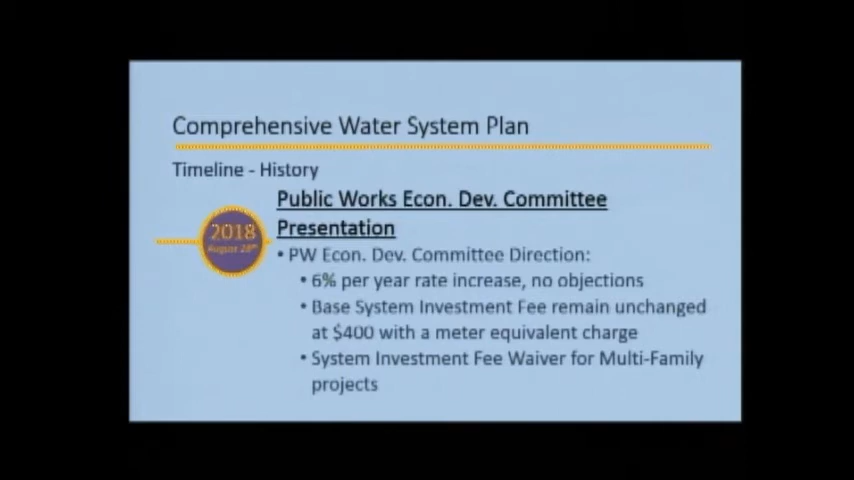 Comprehensive Water System Plan
Timeline - History
Public Works Econ. Dev. Committee
Presentation
2018
August 28th
• PW Econ. Dev. Committee Direction:
• 6% per year rate increase, no objections
• Base System Investment Fee remain unchanged
at $400 with a meter equivalent charge
• System Investment Fee Waiver for Multi-Family
projects